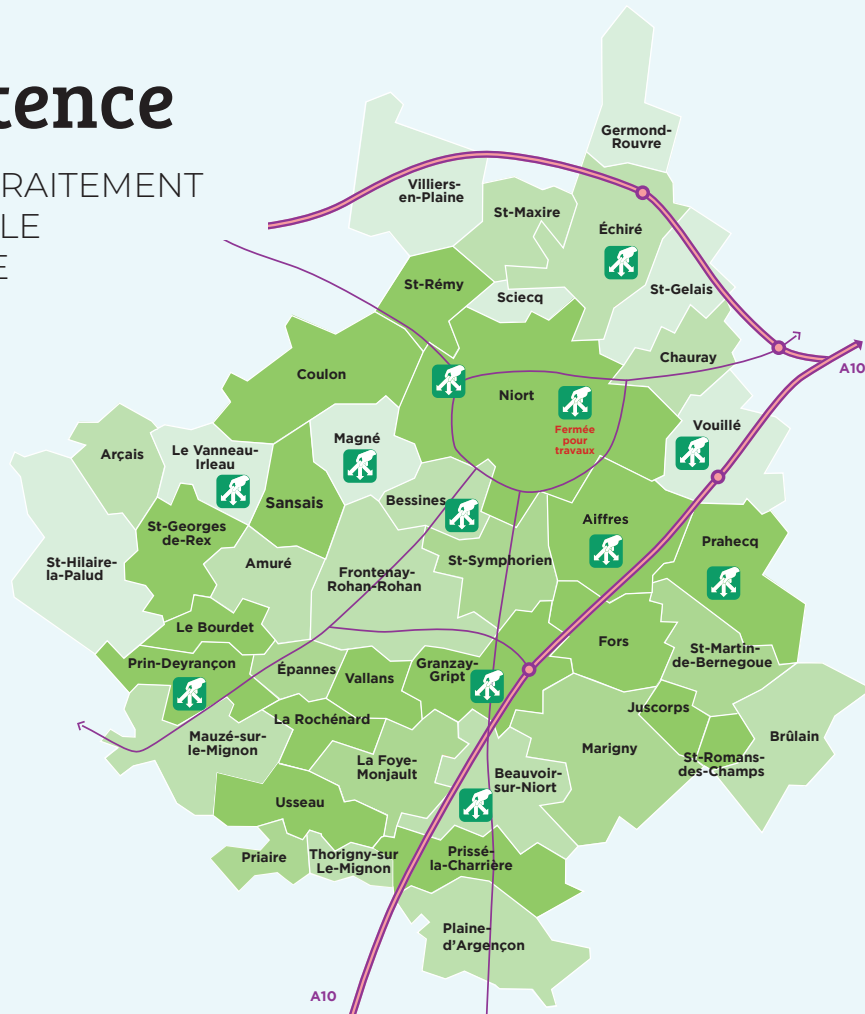 tence
RAITEMENT
LE
E
Germond-
Rouvre
Villiers-
en-Plaine
St-Maxire
Échiré
St-Rémy
Sciecq
St-Gelais
Chauray
A10
Coulon
Niort
Fermée
pour
travaux
Vouillé
Arçais
Le Vanneau-
Irleau
Magné
Sansais
Bessines
Aiffres
St-Georges
de-Rex
Prahecq
St-Hilaire-
la-Palud
Amuré
Frontenay-
Rohan-Rohan
St-Symphorien
Le Bourdet
Fors
St-Martin-
de-Bernegoue
Prin-Deyrançon
Épannes
Vallans
Granzay-
Gript
Juscorps
La Rochénard
Mauzé-sur-
le-Mignon
Marigny
Brûlain
St-Romans-
des-Champs
La Foye-
Monjault
Beauvoir-
sur-Niort
Usseau
Priaire
Thorigny-sur
Le-Mignon
Prissé-
la-Charrière
Plaine-
d'Argençon
A10